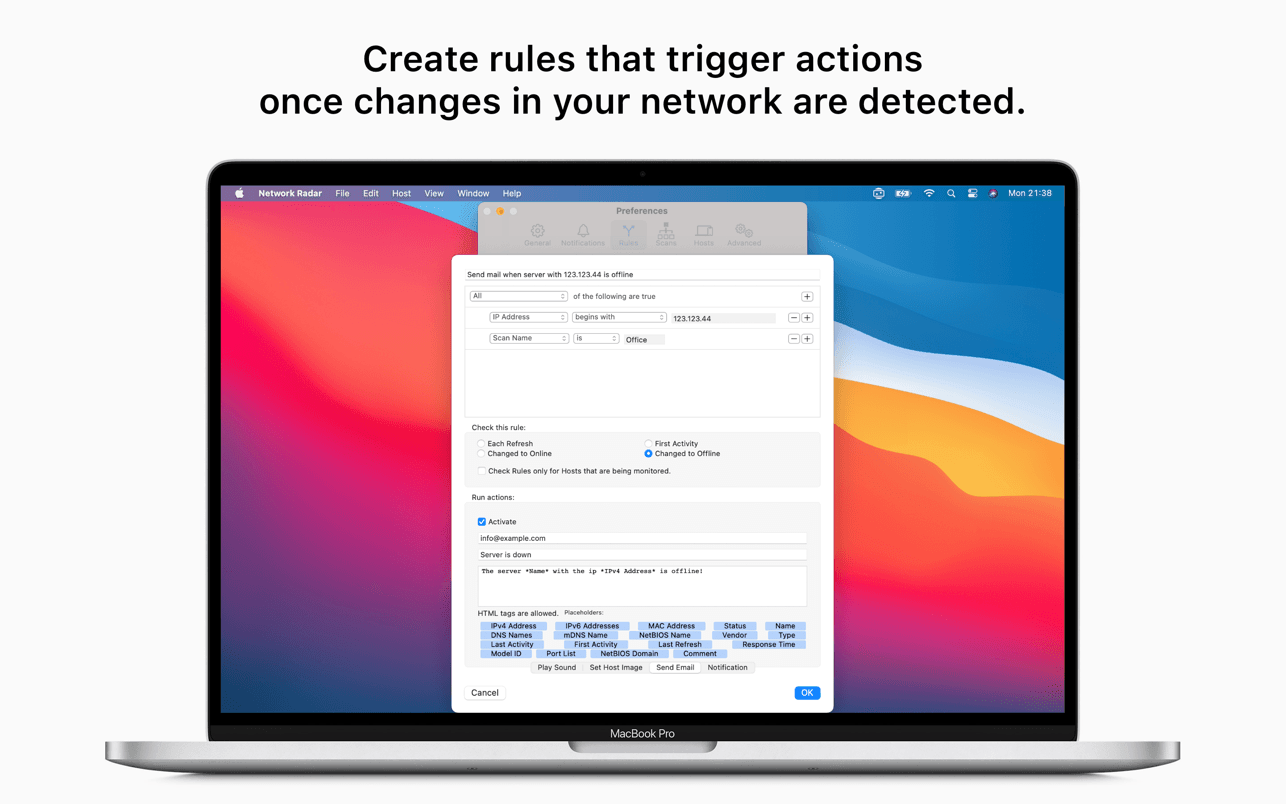 Create rules that trigger actions
once changes in your network are detected.
Network Radar File Edit Host View Window Help Mon 21:38
Preferences
General Notifications Rules Scans Hosts Advanced
Send mail when server with 123.123.44 is offline
All of the following are true
IP Address begins with 123.123.44
Scan Name is Office
Check this rule:
Each Refresh First Activity
Changed to Online Changed to Offline
Check Rules only for Hosts that are being monitored.
Run actions:
Activate
info@example.com
Server is down
The server *Name* with the ip *IPv4 Address* is offline!
HTML tags are allowed. Placeholders:
IPv4 Address IPv6 Addresses MAC Address Status Name
DNS Names mDNS Name NetBIOS Name Vendor Type
Last Activity First Activity Last Refresh Response Time
Model ID Port List NetBIOS Domain Comment
Play Sound Set Host Image Send Email Notification
Cancel OK
MacBook Pro